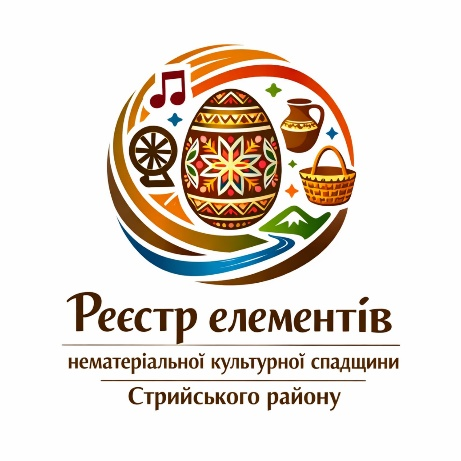 Реєстр елементів
нематеріальної культурної спадщини
Стрийського району